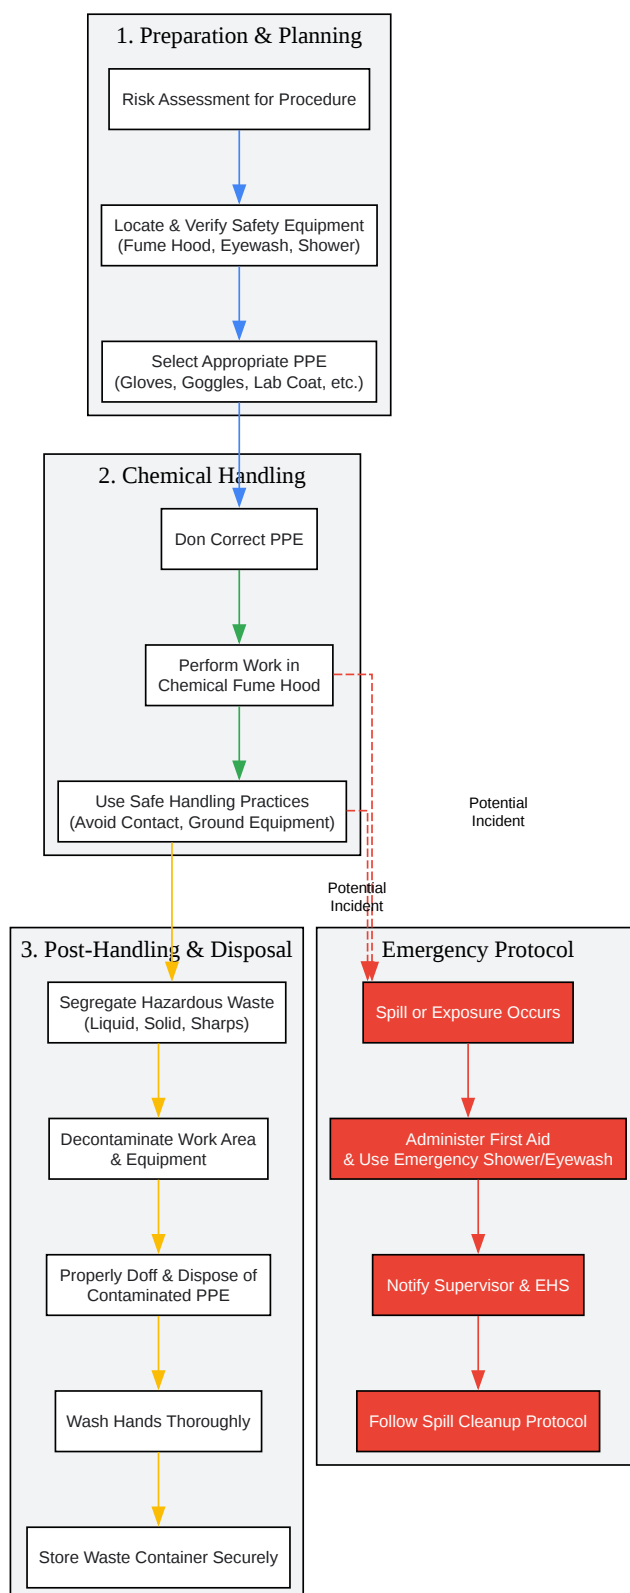 1. Preparation & Planning
Risk Assessment for Procedure
Locate & Verify Safety Equipment
(Fume Hood, Eyewash, Shower)
Select Appropriate PPE
(Gloves, Goggles, Lab Coat, etc.)
2. Chemical Handling
Don Correct PPE
Perform Work in
Chemical Fume Hood
Use Safe Handling Practices
(Avoid Contact, Ground Equipment)
Potential
Incident
Potential
Incident
3. Post-Handling & Disposal
Segregate Hazardous Waste
(Liquid, Solid, Sharps)
Decontaminate Work Area
& Equipment
Properly Doff & Dispose of
Contaminated PPE
Wash Hands Thoroughly
Store Waste Container Securely
Emergency Protocol
Spill or Exposure Occurs
Administer First Aid
& Use Emergency Shower/Eyewash
Notify Supervisor & EHS
Follow Spill Cleanup Protocol